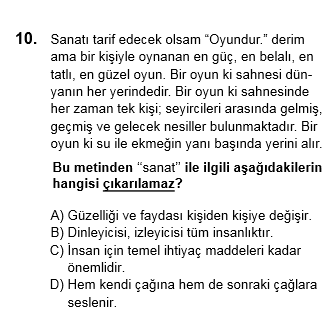 10. Sanatı tarif edecek olsam “Oyundur.” derim
ama bir kişiyle oynanan en güç, en belalı, en
tatlı, en güzel oyun. Bir oyun ki sahnesi dün-
yanın her yerindedir. Bir oyun ki sahnesinde
her zaman tek kişi; seyircileri arasında gelmiş,
geçmiş ve gelecek nesiller bulunmaktadır. Bir
oyun ki su ile ekmeğin yanı başında yerini alır.
Bu metinden “sanat” ile ilgili aşağıdakilerin
hangisi çıkarılamaz?
A) Güzelliği ve faydası kişiden kişiye değişir.
B) Dinleyicisi, izleyicisi tüm insanlıktır.
C) İnsan için temel ihtiyaç maddeleri kadar
önemlidir.
D) Hem kendi çağına hem de sonraki çağlara
seslenir.